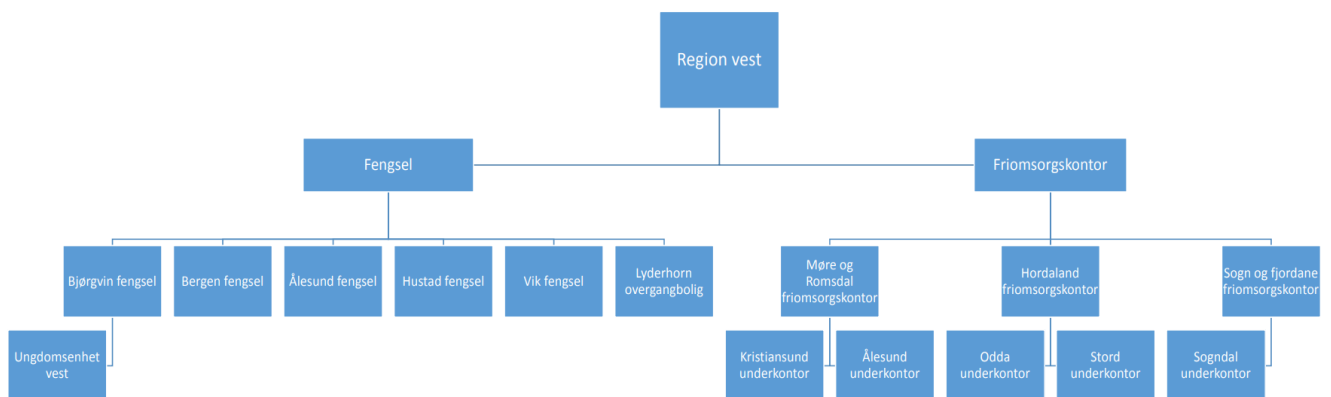 Region vest
Fengsel
Friomsorgskontor
Bjørgvin fengsel
Bergen fengsel
Ålesund fengsel
Hustad fengsel
Vik fengsel
Lyderhorn
overgangbolig
Møre og
Romsdal
friomsorgskontor
Hordaland
friomsorgskontor
Sogn og fjordane
friomsorgskontor
Ungdomsenhet
vest
Kristiansund
underkontor
Ålesund
underkontor
Odda
underkontor
Stord
underkontor
Sogndal
underkontor